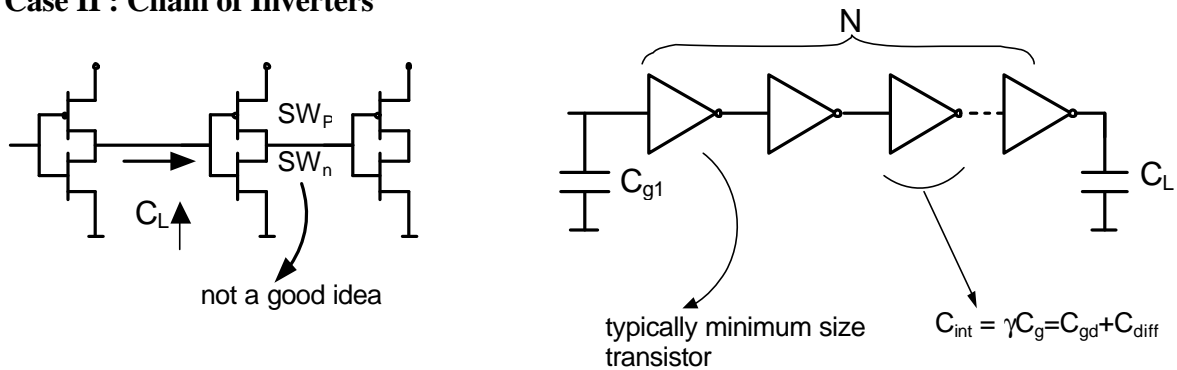 Case II : Chain of Inverters
N
SW_P
SW_n
C_L
not a good idea
C_g1
C_L
typically minimum size
transistor
C_int = γC_g=C_gd+C_diff